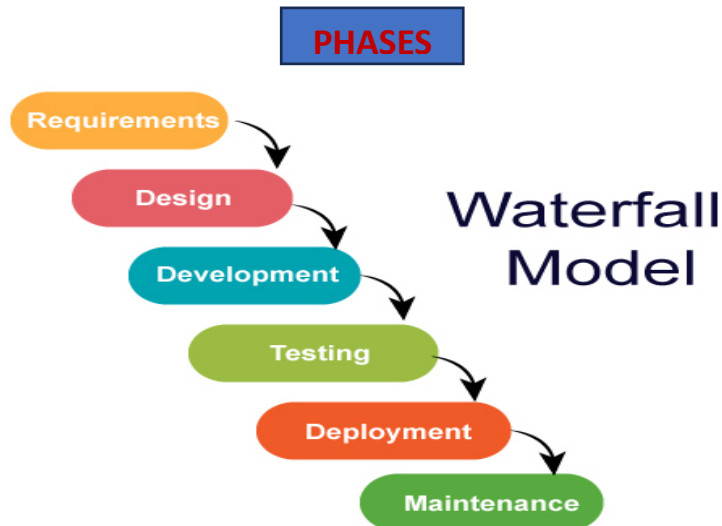 PHASES
Requirements
Design
Waterfall
Model
Development
Testing
Deployment
Maintenance